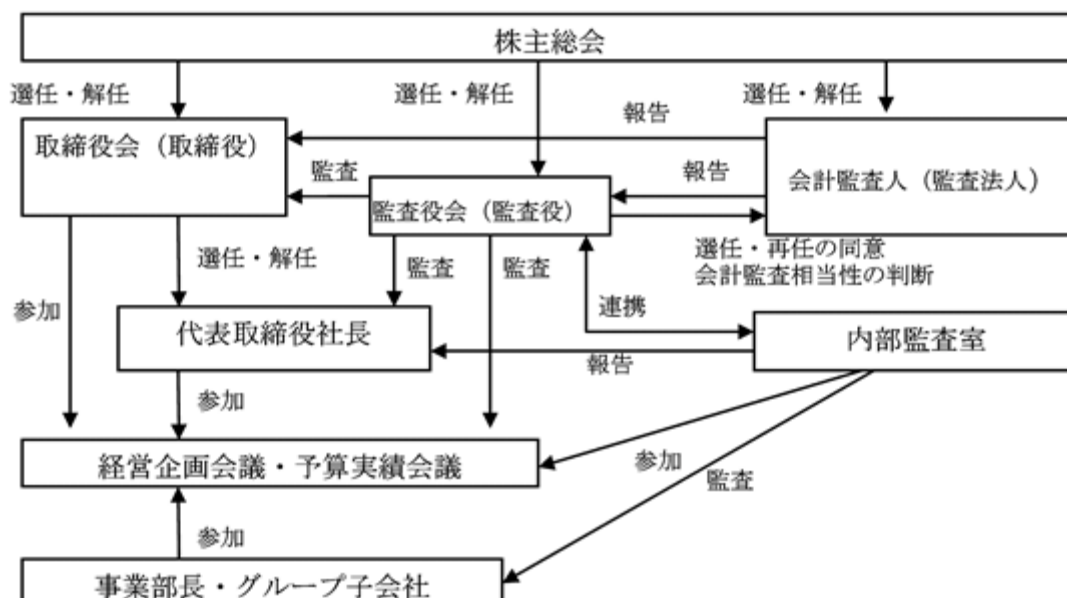 株主総会
選任・解任
選任・解任
選任・解任
報告
取締役会（取締役）
監査
報告
会計監査人（監査法人）
監査役会（監査役）
選任・解任
監査
監査
選任・再任の同意
会計監査相当性の判断
参加
連携
代表取締役社長
内部監査室
報告
参加
経営企画会議・予算実績会議
参加
監査
参加
事業部長・グループ子会社